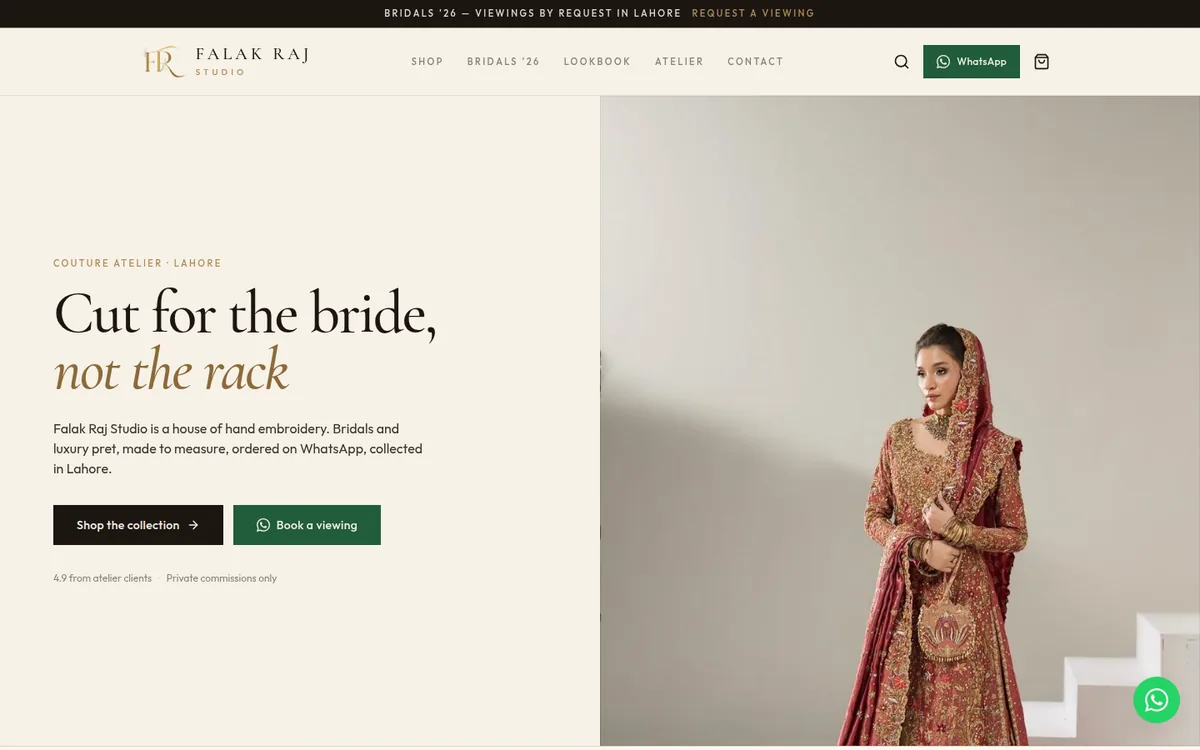 BRIDALS '26 — VIEWINGS BY REQUEST IN LAHORE REQUEST A VIEWING
FR FALAK RAJ
STUDIO
SHOP BRIDALS '26 LOOKBOOK ATELIER CONTACT
WhatsApp
COUTURE ATELIER · LAHORE
Cut for the bride,
not the rack
Falak Raj Studio is a house of hand embroidery. Bridals and
luxury pret, made to measure, ordered on WhatsApp, collected
in Lahore.
Shop the collection →
Book a viewing
4.9 from atelier clients · Private commissions only